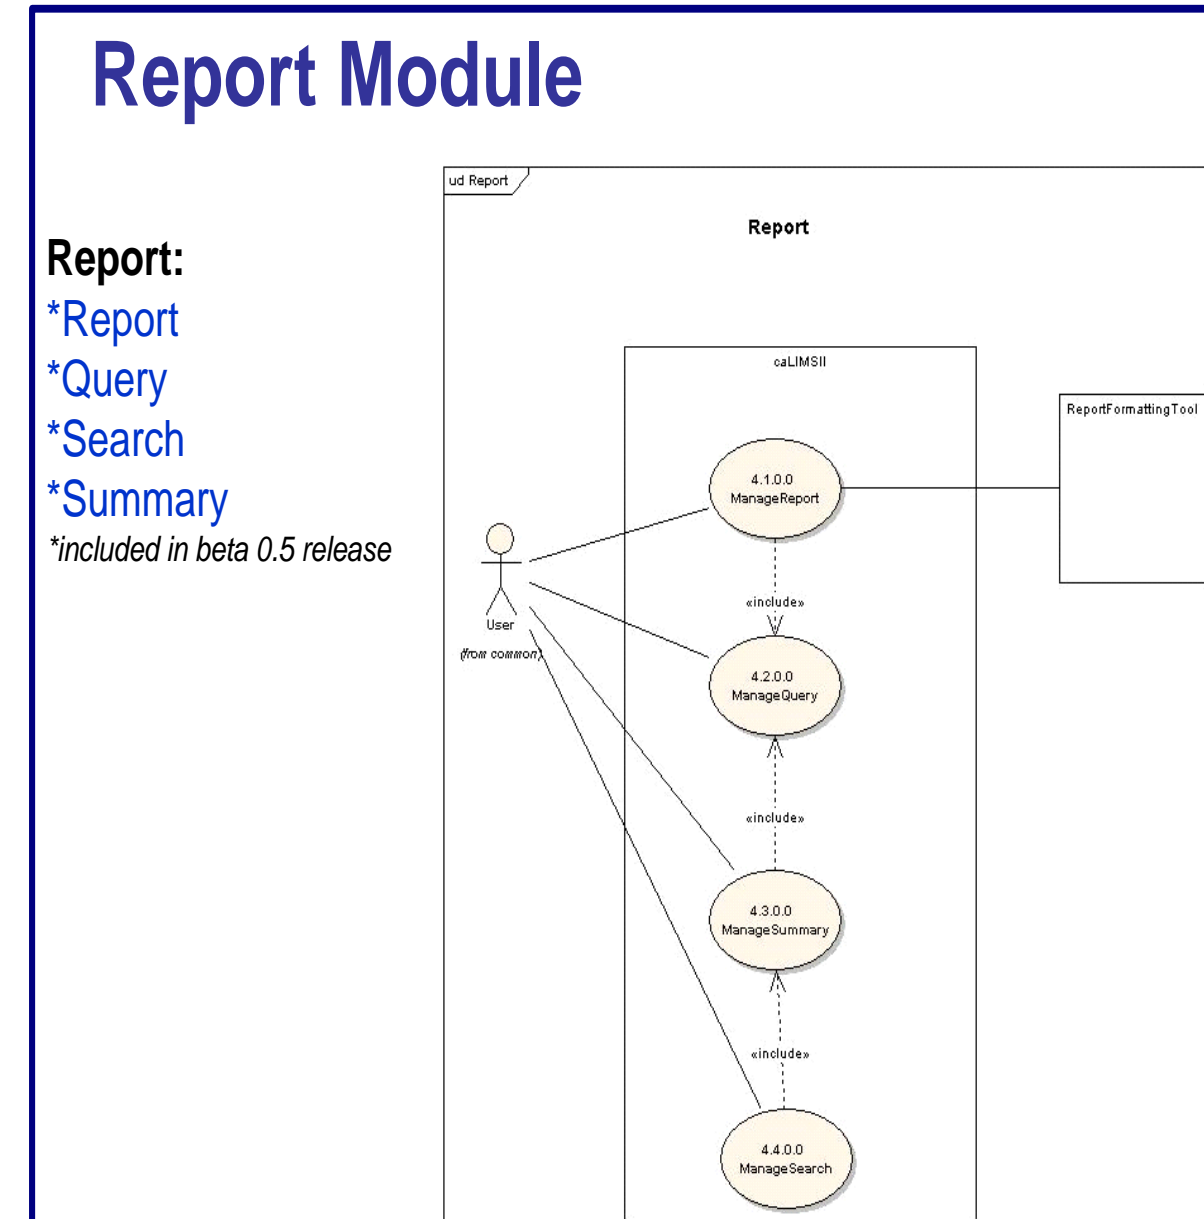 Report Module
Report:
*Report
*Query
*Search
*Summary
*included in beta 0.5 release
ud Report
Report
caLIMSII
ReportFormattingTool
4.1.0.0
ManageReport
«include»
User
(from common)
4.2.0.0
ManageQuery
«include»
4.3.0.0
ManageSummary
«include»
4.4.0.0
ManageSearch